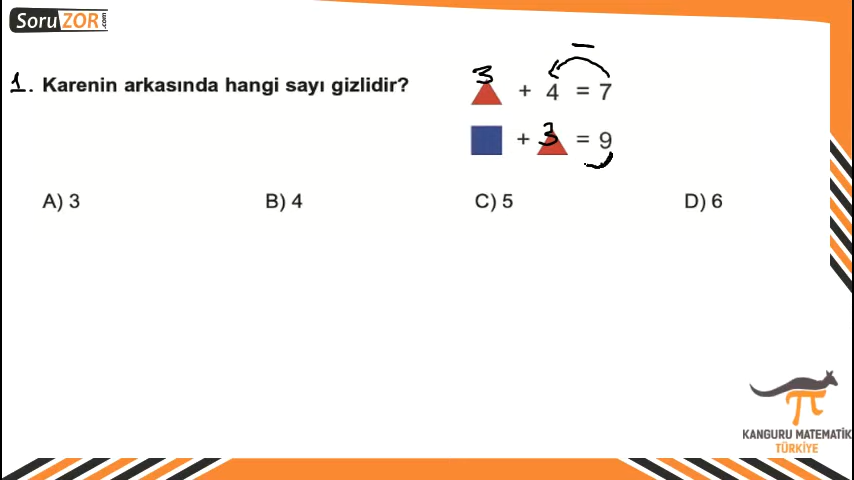 SoruZOR.com
1. Karenin arkasında hangi sayı gizlidir?
3 + 4 = 7
+ 3 = 9
A) 3 B) 4 C) 5 D) 6
π
KANGURU MATEMATİK
TÜRKİYE